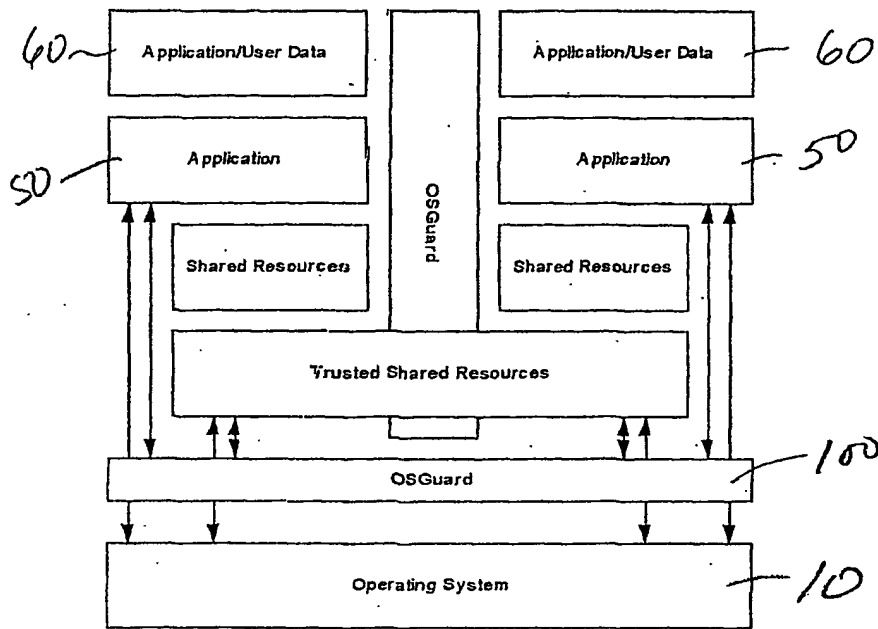 60 Application/User Data Application/User Data 60
50 Application Application 50
OSGuard
Shared Resources Shared Resources
Trusted Shared Resources
OSGuard 100
Operating System 10